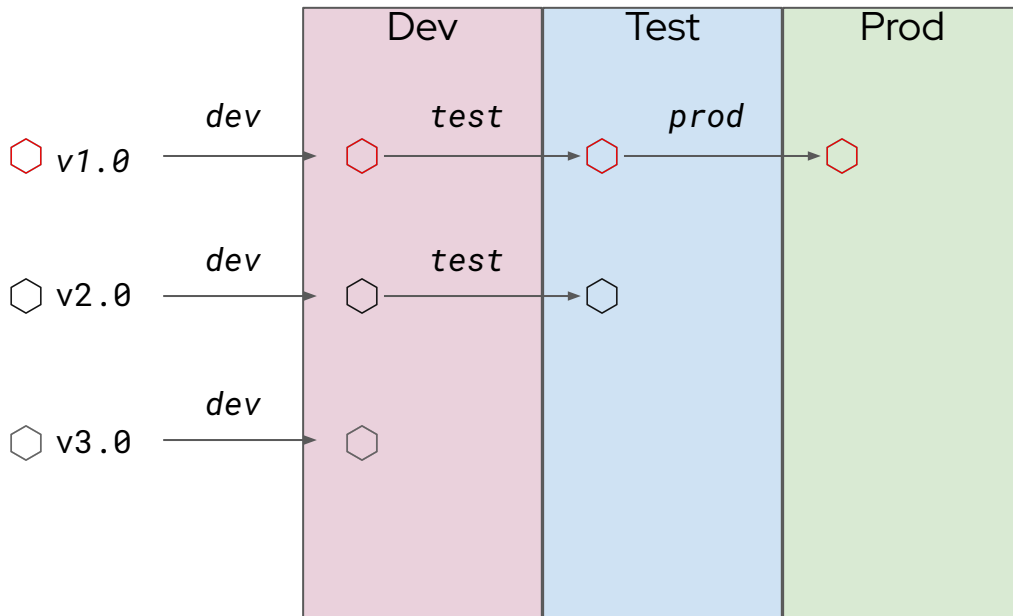 Dev Test Prod
dev test prod
v1.0
dev test
v2.0
dev
v3.0